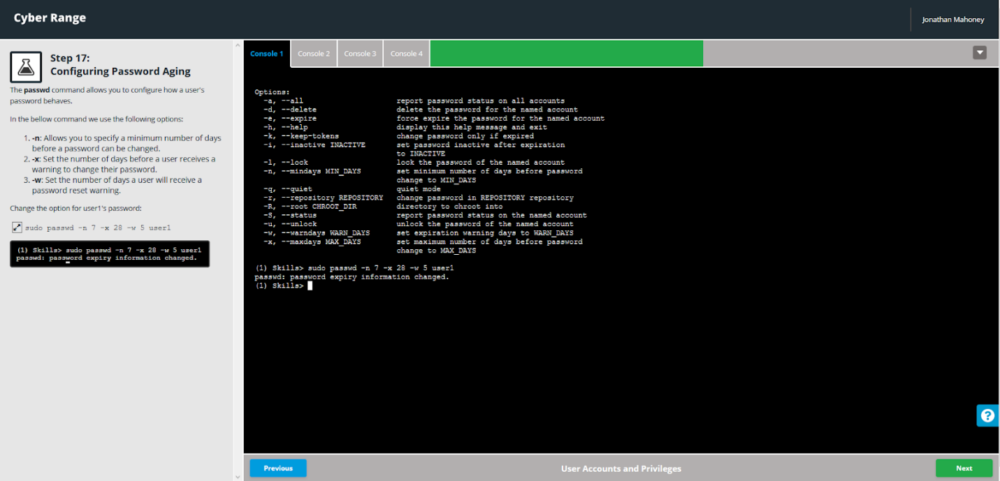 Cyber Range
Jonathan Mahoney
Step 17:
Configuring Password Aging
The passwd command allows you to configure how a user's
password behaves.
In the bellow command we use the following options:
1. -n: Allows you to specify a minimum number of days
before a password can be changed.
2. -x: Set the number of days before a user receives a
warning to change their password.
3. -w: Set the number of days a user will receive a
password reset warning.
Change the option for user1's password:
sudo passwd -n 7 -x 28 -w 5 user1
(1) Skills> sudo passwd -n 7 -x 28 -w 5 user1
passwd: password expiry information changed.
Console 1
Console 2
Console 3
Console 4
Options:
-a, --all report password status on all accounts
-d, --delete delete the password for the named account
-e, --expire force expire the password for the named account
-h, --help display this help message and exit
-k, --keep-tokens change password only if expired
-i, --inactive INACTIVE set password inactive after expiration
to INACTIVE
-l, --lock lock the password of the named account
-n, --mindays MIN_DAYS set minimum number of days before password
change to MIN_DAYS
-q, --quiet quiet mode
-r, --repository REPOSITORY change password in REPOSITORY repository
-R, --root CHROOT_DIR directory to chroot into
-S, --status report password status on the named account
-u, --unlock unlock the password of the named account
-w, --warndays WARN_DAYS set expiration warning days to WARN_DAYS
-x, --maxdays MAX_DAYS set maximum number of days before password
change to MAX_DAYS
(1) Skills> sudo passwd -n 7 -x 28 -w 5 user1
passwd: password expiry information changed.
(1) Skills>
?
Previous
User Accounts and Privileges
Next